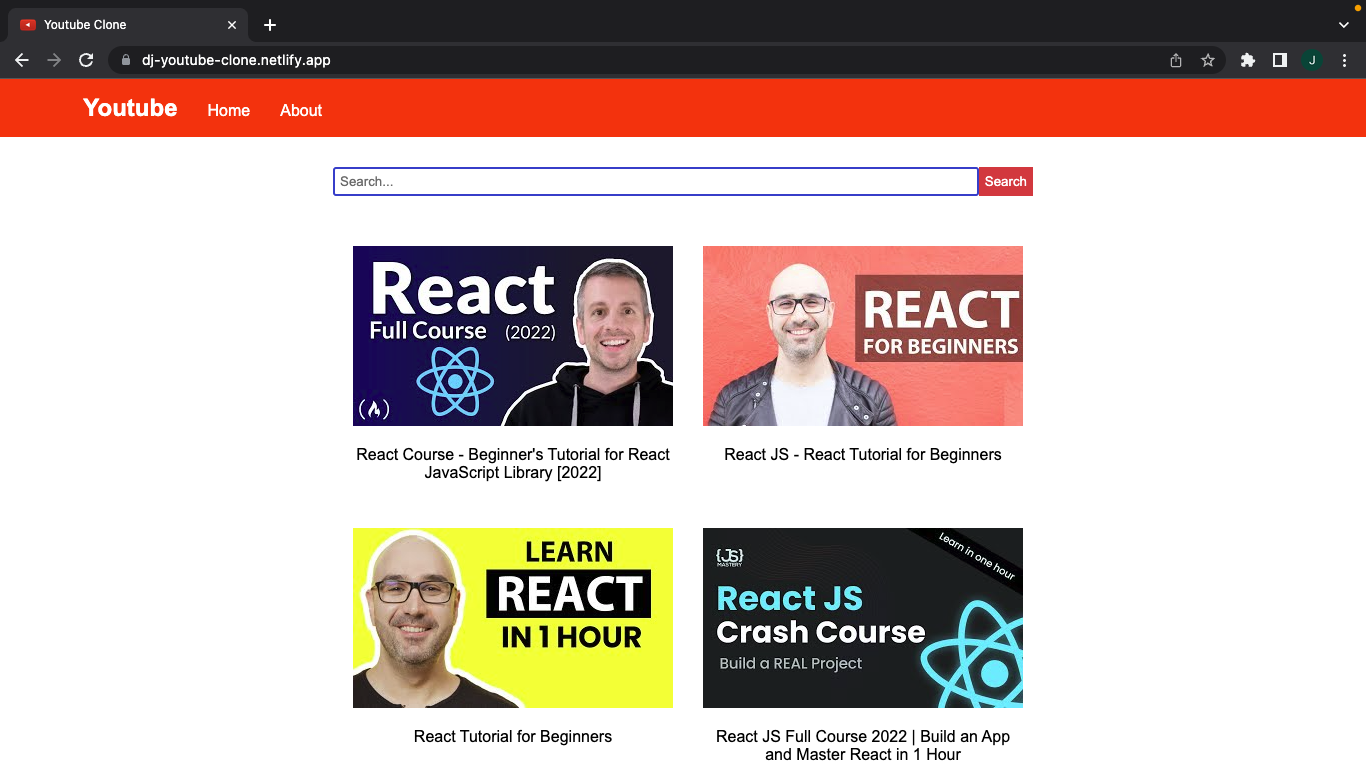 Youtube Clone
dj-youtube-clone.netlify.app
J
Youtube Home About
Search...
Search
React
Full Course (2022)
REACT
FOR BEGINNERS
React Course - Beginner's Tutorial for React
JavaScript Library [2022]
React JS - React Tutorial for Beginners
LEARN
REACT
IN 1 HOUR
Learn in one hour
{JS}
MASTERY
React JS
Crash Course
Build a REAL Project
React Tutorial for Beginners
React JS Full Course 2022 | Build an App
and Master React in 1 Hour